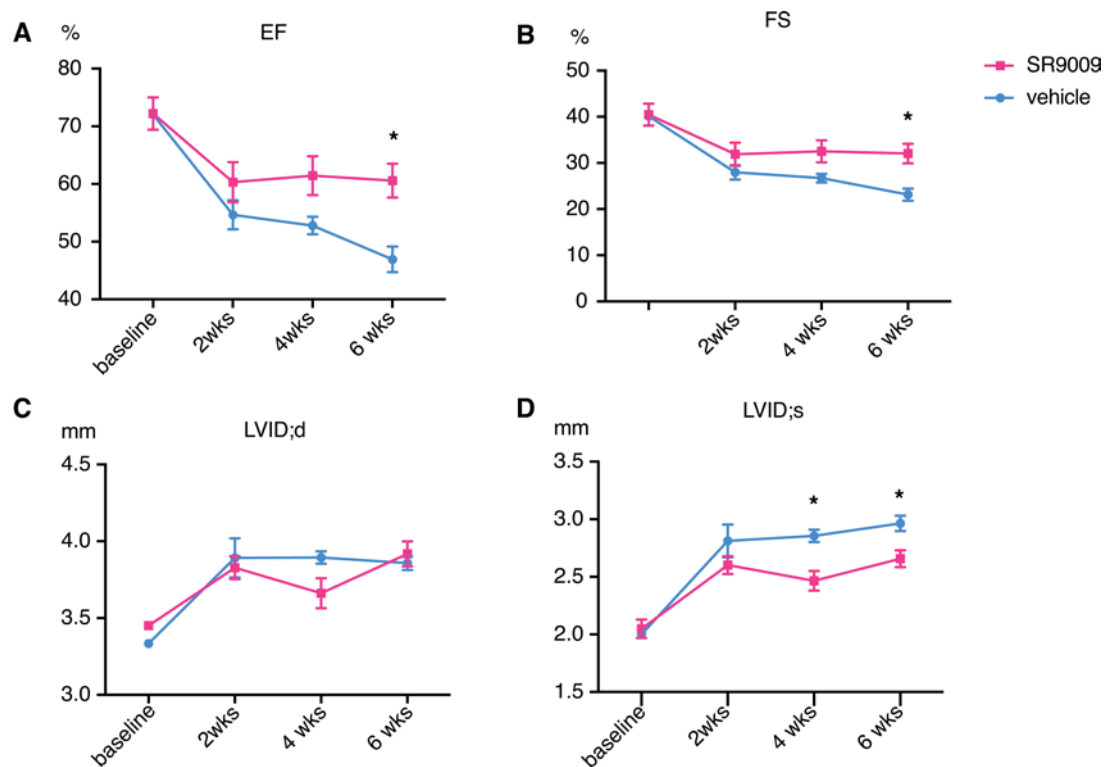 A
%
EF
80
70
60
50
40
*
baseline
2wks
4wks
6 wks
B
%
FS
50
40
30
20
10
0
*
2wks
4 wks
6 wks
SR9009
vehicle
C
mm
LVID;d
4.5
4.0
3.5
3.0
baseline
2wks
4 wks
6 wks
D
mm
LVID;s
3.5
3.0
2.5
2.0
1.5
*
*
baseline
2wks
4 wks
6 wks